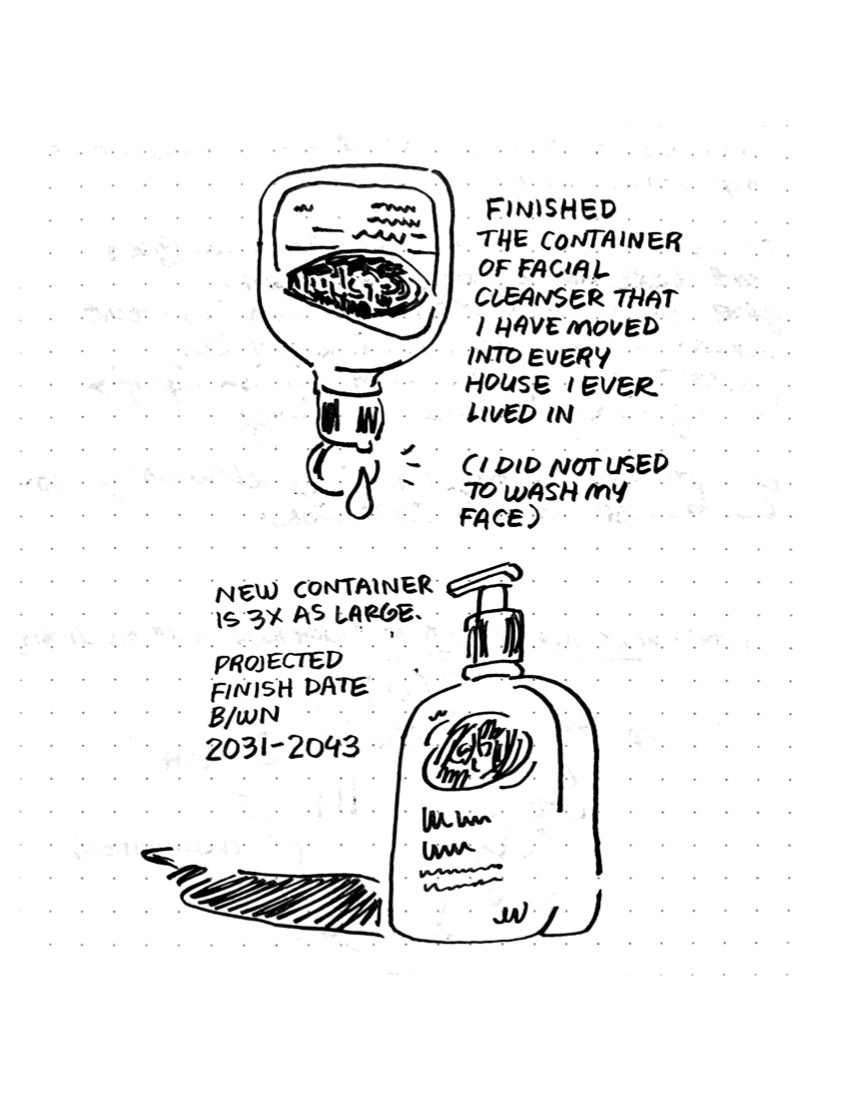 FINISHED
THE CONTAINER
OF FACIAL
CLEANSER THAT
I HAVE MOVED
INTO EVERY
HOUSE I EVER
LIVED IN
(I DID NOT USED
TO WASH MY
FACE)
NEW CONTAINER
IS 3X AS LARGE.
PROJECTED
FINISH DATE
B/WN
2031-2043